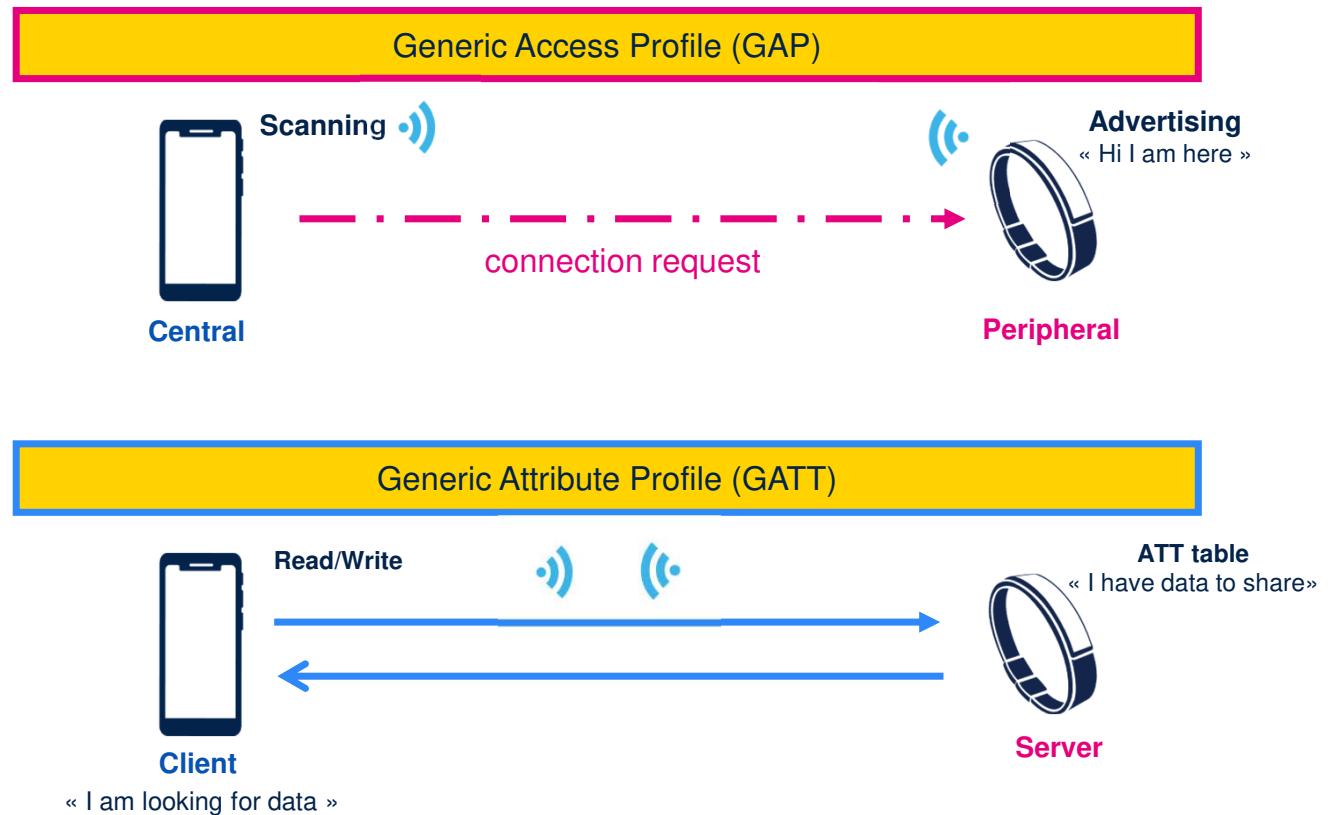 Generic Access Profile (GAP)
Scanning
Advertising
« Hi I am here »
connection request
Central
Peripheral
Generic Attribute Profile (GATT)
Read/Write
ATT table
« I have data to share»
Client
Server
« I am looking for data »